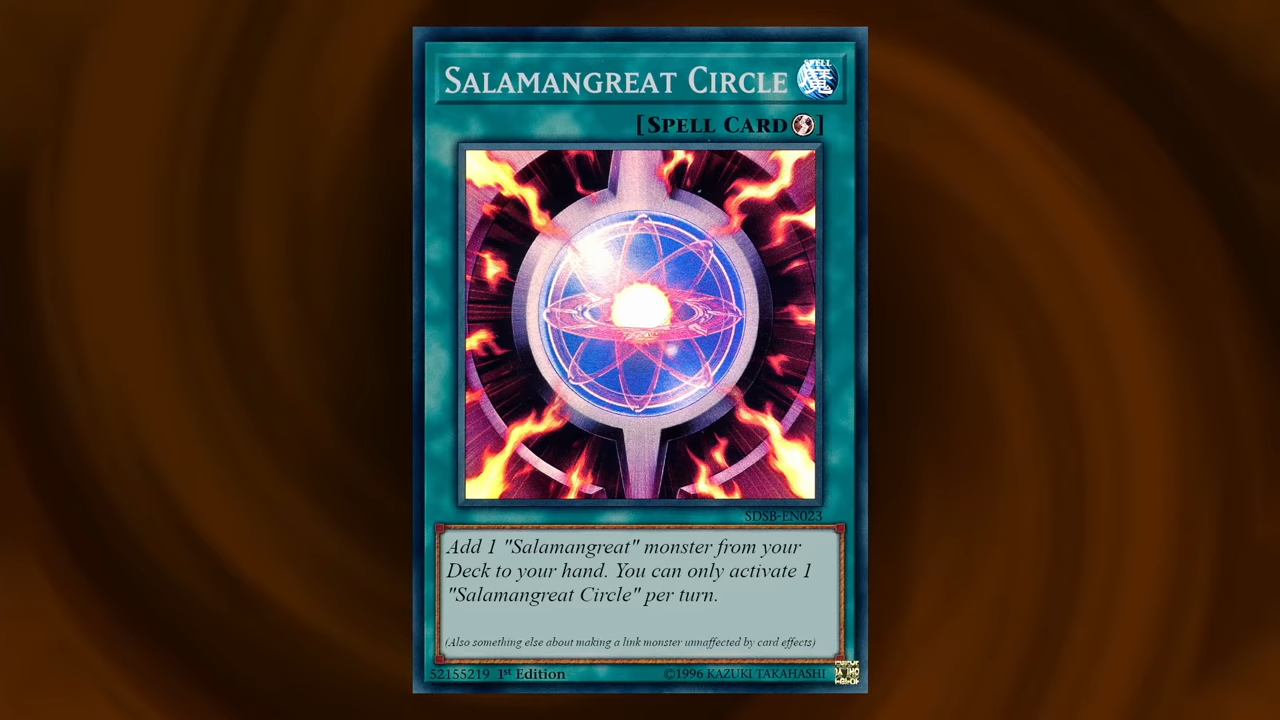 SALAMANGREAT CIRCLE
SPELL
魔
[SPELL CARD]
SDSB-EN023
Add 1 "Salamangreat" monster from your
Deck to your hand. You can only activate 1
"Salamangreat Circle" per turn.
(Also something else about making a link monster unnaffected by card effects)
52155219 1st Edition
©1996 KAZUKI TAKAHASHI